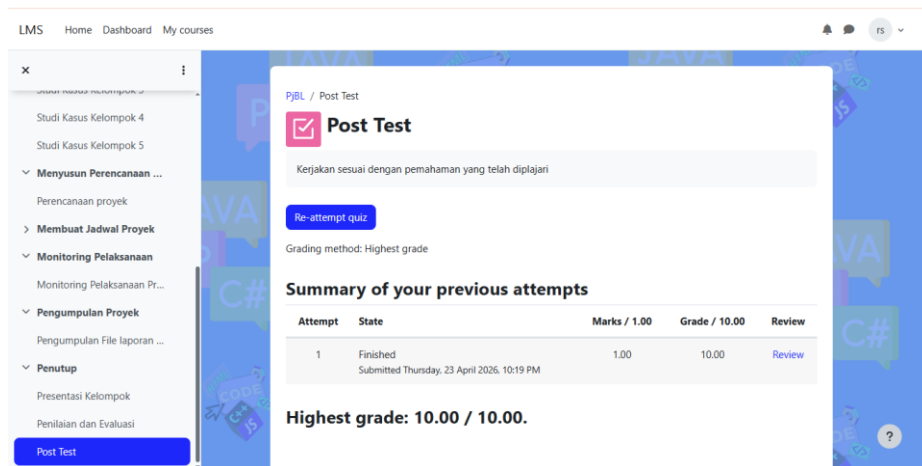 LMS Home Dashboard My courses rs
Studi Kasus Kelompok 4
Studi Kasus Kelompok 5
Menyusun Perencanaan ...
Perencanaan proyek
Membuat Jadwal Proyek
Monitoring Pelaksanaan
Monitoring Pelaksanaan Pr...
Pengumpulan Proyek
Pengumpulan File laporan ...
Penutup
Presentasi Kelompok
Penilaian dan Evaluasi
Post Test
PjBL / Post Test
Post Test
Kerjakan sesuai dengan pemahaman yang telah diplajari
Re-attempt quiz
Grading method: Highest grade
Summary of your previous attempts
Attempt State Marks / 1.00 Grade / 10.00 Review
1 Finished 1.00 10.00 Review
Submitted Thursday, 23 April 2026, 10:19 PM
Highest grade: 10.00 / 10.00.
?